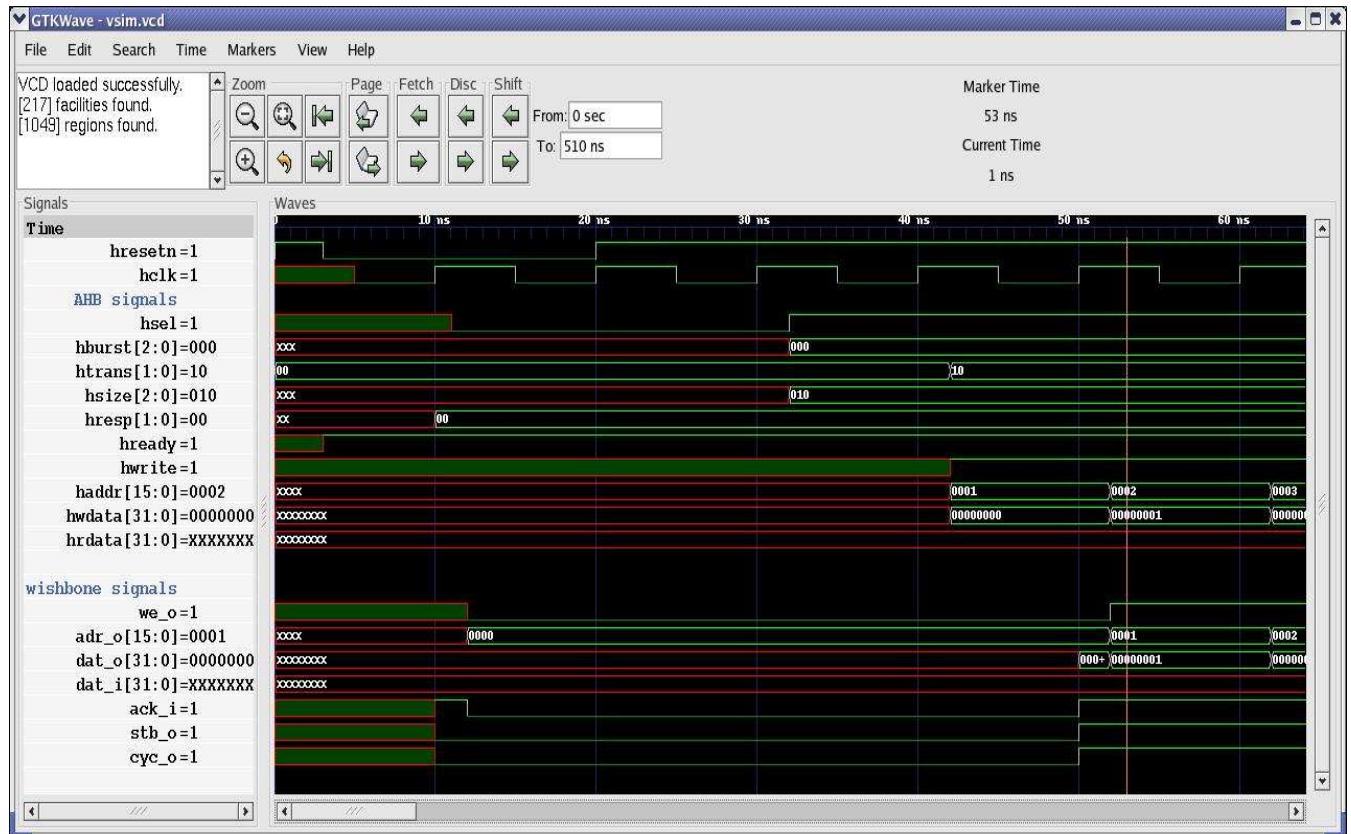 GTKWave - vsim.vcd
File Edit Search Time Markers View Help
VCD loaded successfully.
[217] facilities found.
[1049] regions found.
Zoom Page Fetch Disc Shift
From: 0 sec
To: 510 ns
Marker Time
53 ns
Current Time
1 ns
Signals
Waves
Time
10 ns 20 ns 30 ns 40 ns 50 ns 60 ns
hresetn=1
hclk=1
AHB signals
hsel=1
hburst[2:0]=000 xxx 000
htrans[1:0]=10 00 10
hsize[2:0]=010 xxx 010
hresp[1:0]=00 xx 00
hready=1
hwrite=1
haddr[15:0]=0002 xxxx 0001 0002 0003
hwdata[31:0]=0000000 xxxxxxxx 00000000 00000001 00000
hrdata[31:0]=XXXXXXX xxxxxxxx
wishbone signals
we_o=1
adr_o[15:0]=0001 xxxx 0000 0001 0002
dat_o[31:0]=0000000 xxxxxxxx 000+ 00000001 00000
dat_i[31:0]=XXXXXXX xxxxxxxx
ack_i=1
stb_o=1
cyc_o=1